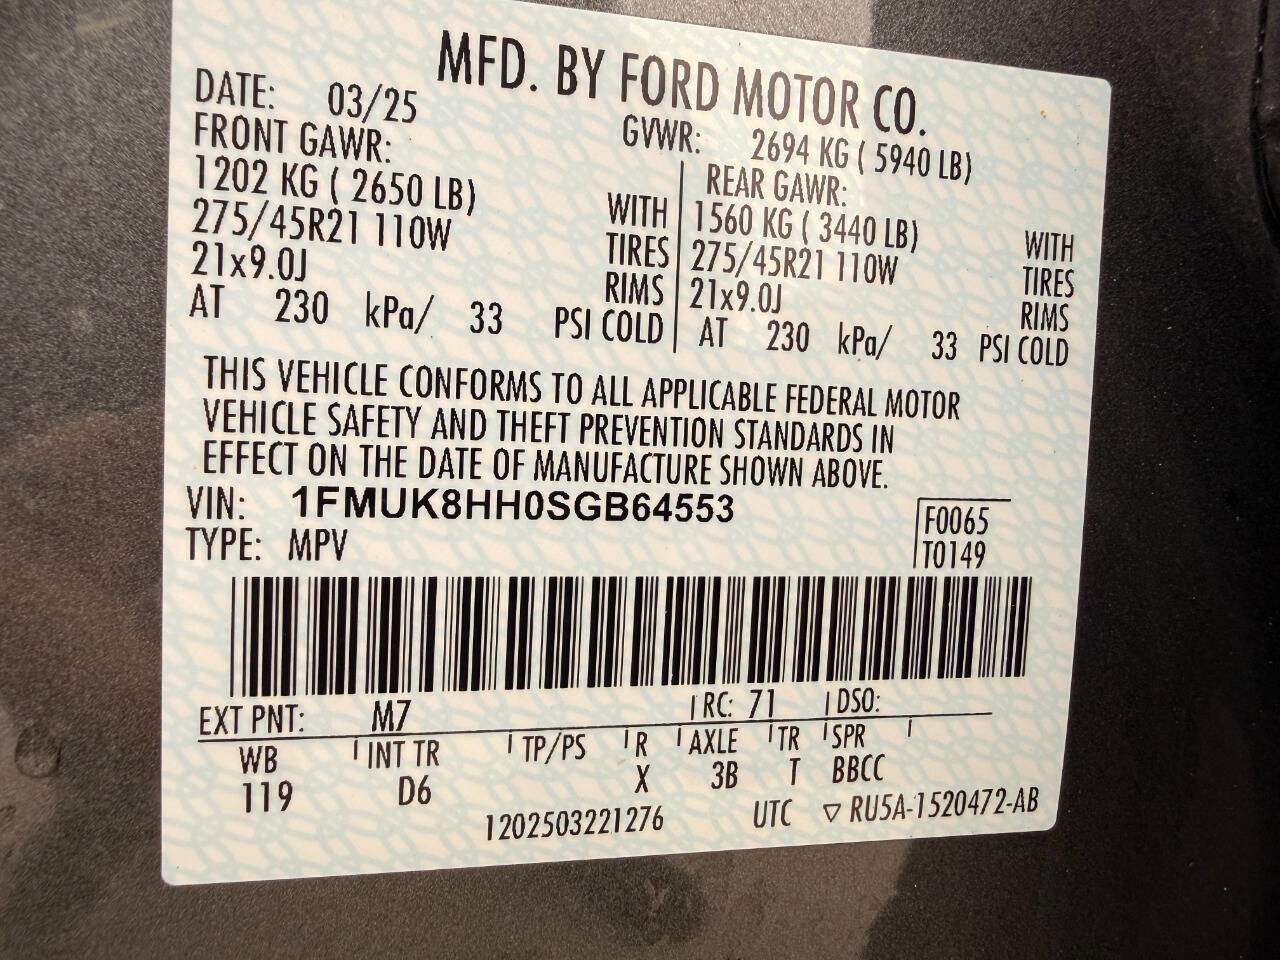 MFD. BY FORD MOTOR CO.
DATE: 03/25
GVWR: 2694 KG ( 5940 LB)
FRONT GAWR:
1202 KG ( 2650 LB) WITH
275/45R21 110W TIRES
21x9.0J RIMS
AT 230 kPa/ 33 PSI COLD
REAR GAWR:
1560 KG ( 3440 LB) WITH
275/45R21 110W TIRES
21x9.0J RIMS
AT 230 kPa/ 33 PSI COLD
THIS VEHICLE CONFORMS TO ALL APPLICABLE FEDERAL MOTOR
VEHICLE SAFETY AND THEFT PREVENTION STANDARDS IN
EFFECT ON THE DATE OF MANUFACTURE SHOWN ABOVE.
VIN: 1FMUK8HH0SGB64553
TYPE: MPV
F0065
T0149
EXT PNT: M7 RC: 71 DSO:
WB INT TR TP/PS R AXLE TR SPR
119 D6 X 3B T BBCC
1202503221276 UTC ▽ RU5A-1520472-AB